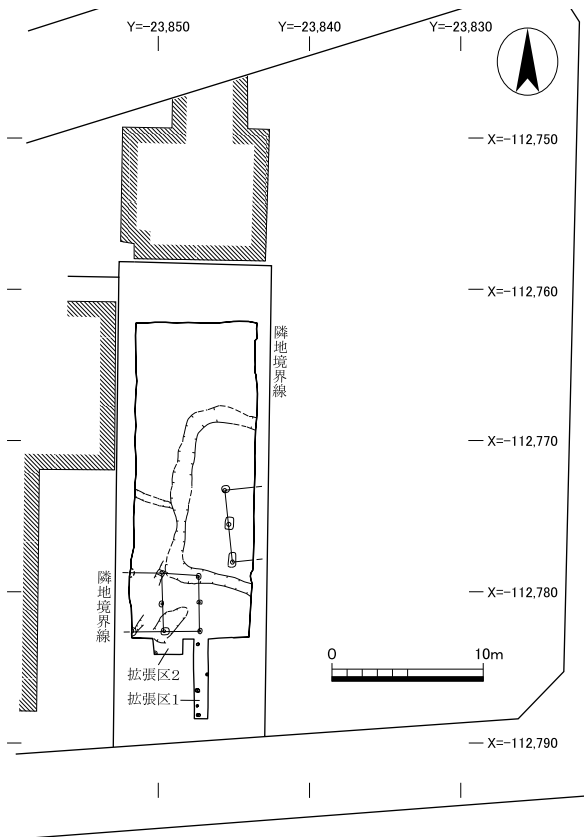 Y=-23,850
Y=-23,840
Y=-23,830
X=-112,750
X=-112,760
隣地境界線
X=-112,770
隣地境界線
X=-112,780
0
10m
拡張区2
拡張区1
X=-112,790